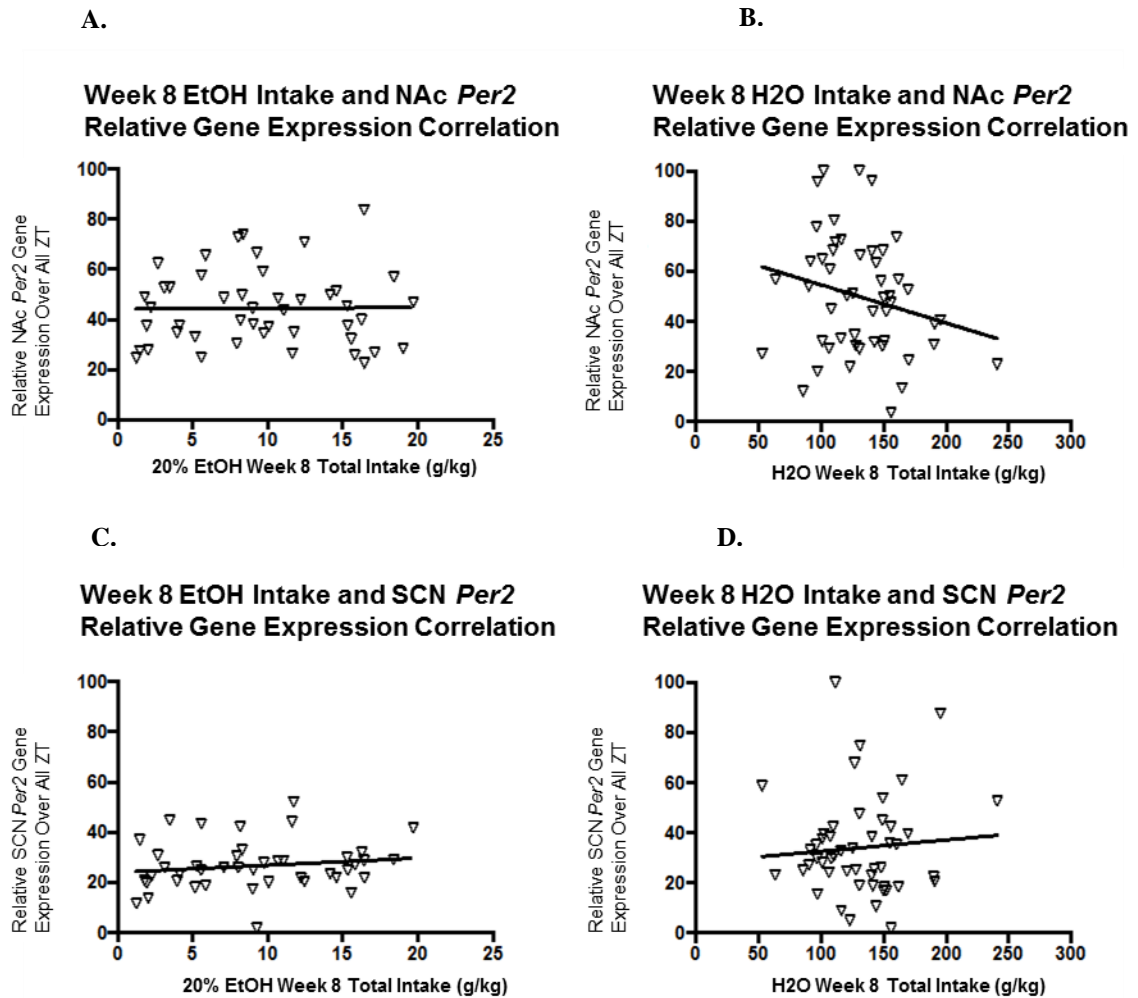 A.
B.
Week 8 EtOH Intake and NAc Per2
Relative Gene Expression Correlation
Relative NAc Per2 Gene
Expression Over All ZT
100
80
60
40
20
0
0 5 10 15 20 25
20% EtOH Week 8 Total Intake (g/kg)
Week 8 H2O Intake and NAc Per2
Relative Gene Expression Correlation
Relative NAc Per2 Gene
Expression Over All ZT
100
80
60
40
20
0
0 50 100 150 200 250 300
H2O Week 8 Total Intake (g/kg)
C.
D.
Week 8 EtOH Intake and SCN Per2
Relative Gene Expression Correlation
Relative SCN Per2 Gene
Expression Over All ZT
100
80
60
40
20
0
0 5 10 15 20 25
20% EtOH Week 8 Total Intake (g/kg)
Week 8 H2O Intake and SCN Per2
Relative Gene Expression Correlation
Relative SCN Per2 Gene
Expression Over All ZT
100
80
60
40
20
0
0 50 100 150 200 250 300
H2O Week 8 Total Intake (g/kg)